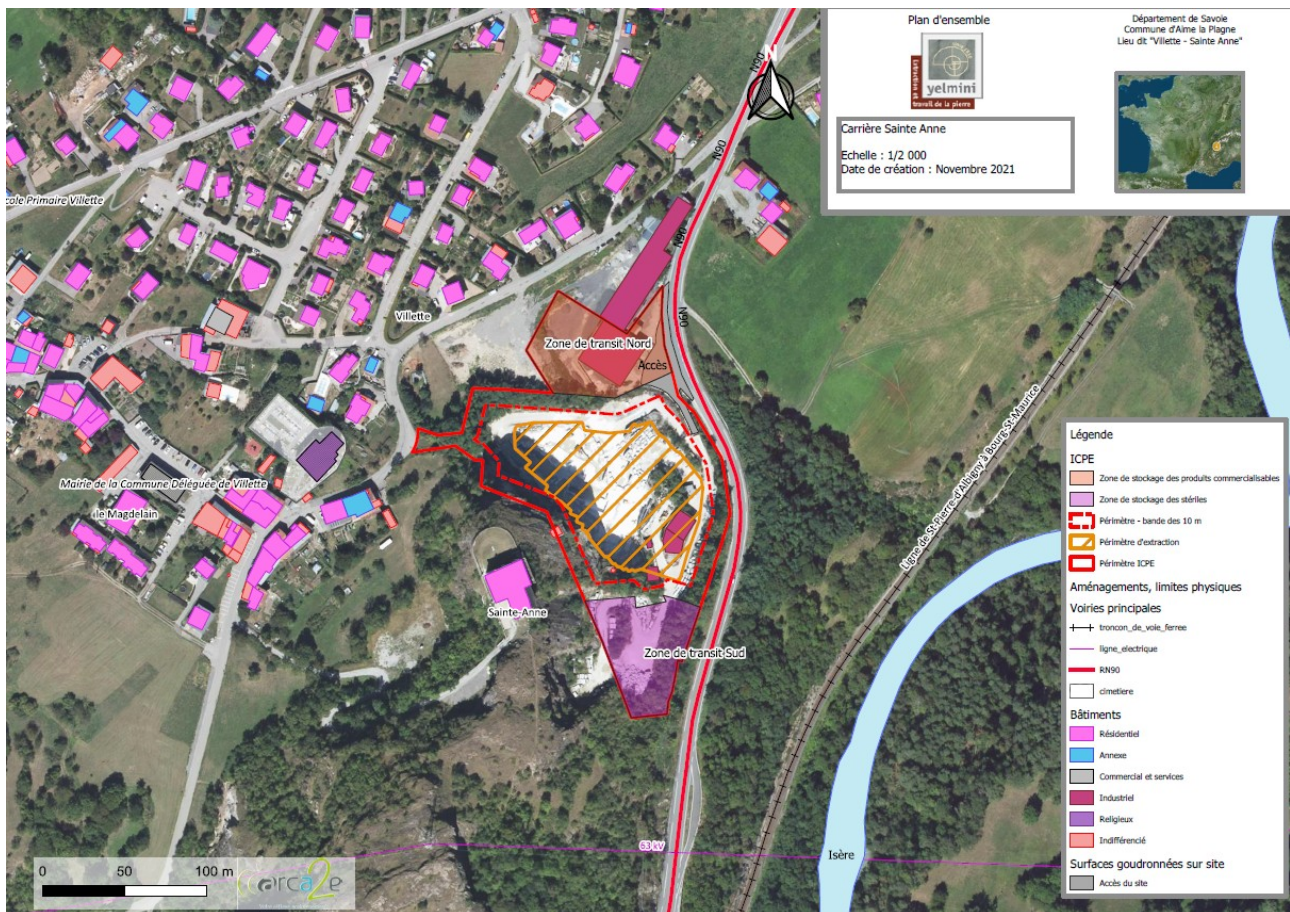 Plan d'ensemble
Extraction et
travail de la pierre
yelmini
Département de Savoie
Commune d'Aime la Plagne
Lieu dit "Villette - Sainte Anne"
Carrière Sainte Anne
Echelle : 1/2 000
Date de création : Novembre 2021
N90
N90
N90
N90
cole Primaire Villette
Villette
Zone de transit Nord
Accès
Mairie de la Commune Déléguée de Villette
le Magdelain
Sainte-Anne
Zone de transit Sud
Ligne de St-Pierre-d'Albigny à Bourg-St-Maurice
63 kV
Isère
Légende
ICPE
Zone de stockage des produits commercialisables
Zone de stockage des stériles
Périmètre - bande des 10 m
Périmètre d'extraction
Périmètre ICPE
Aménagements, limites physiques
Voiries principales
troncon_de_voie_ferree
ligne_electrique
RN90
cimetiere
Bâtiments
Résidentiel
Annexe
Commercial et services
Industriel
Religieux
Indifférencié
Surfaces goudronnées sur site
Accès du site
0 50 100 m
arca2e